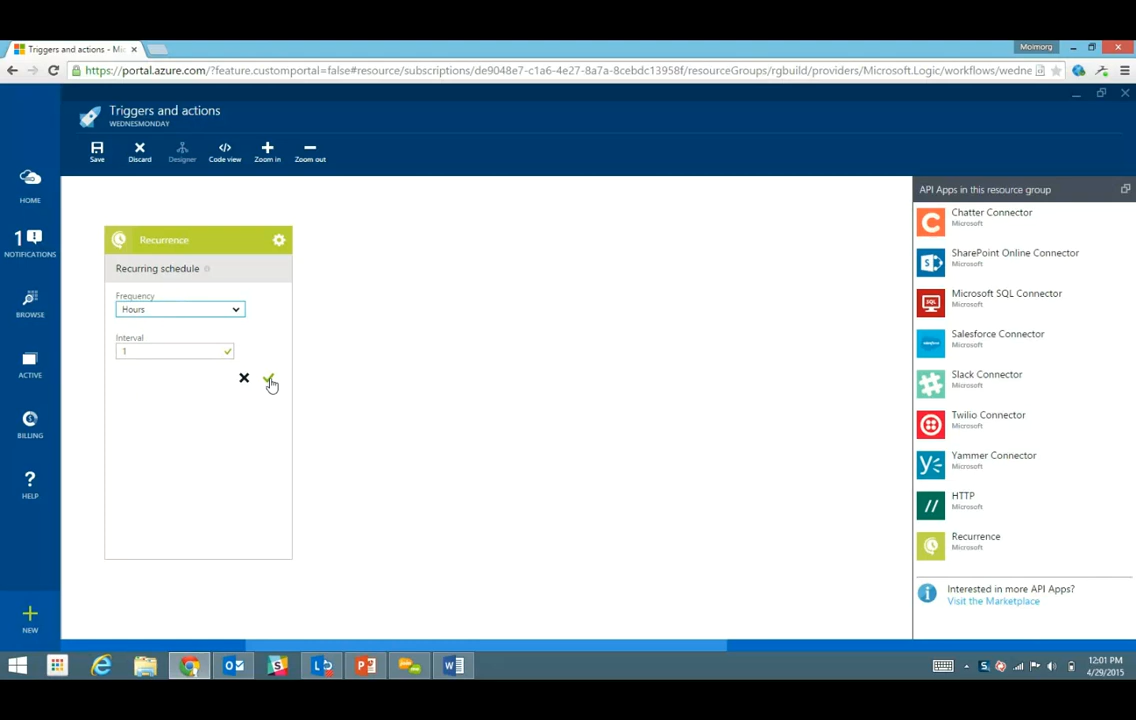 Triggers and actions - Mi
Molmorg
https://portal.azure.com/?feature.customportal=false#resource/subscriptions/de9048e7-c1a6-4e27-8a7a-8cebdc13958f/resourceGroups/rgbuild/providers/Microsoft.Logic/workflows/wedne
Triggers and actions
WEDNESMONDAY
Save
Discard
Designer
Code view
Zoom in
Zoom out
HOME
1
NOTIFICATIONS
BROWSE
ACTIVE
BILLING
HELP
NEW
Recurrence
Recurring schedule
Frequency
Hours
Interval
1
API Apps in this resource group
Chatter Connector
Microsoft
SharePoint Online Connector
Microsoft
Microsoft SQL Connector
Microsoft
Salesforce Connector
Microsoft
Slack Connector
Microsoft
Twilio Connector
Microsoft
Yammer Connector
Microsoft
HTTP
Microsoft
Recurrence
Microsoft
Interested in more API Apps?
Visit the Marketplace
12:01 PM
4/29/2015